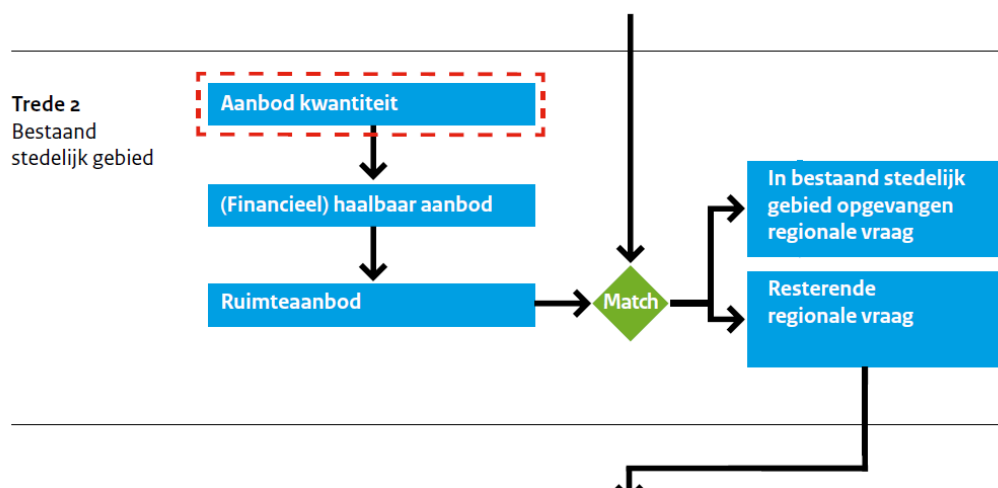 Trede 2
Bestaand
stedelijk gebied
Aanbod kwantiteit
(Financieel) haalbaar aanbod
Ruimteaanbod
Match
In bestaand stedelijk
gebied opgevangen
regionale vraag
Resterende
regionale vraag